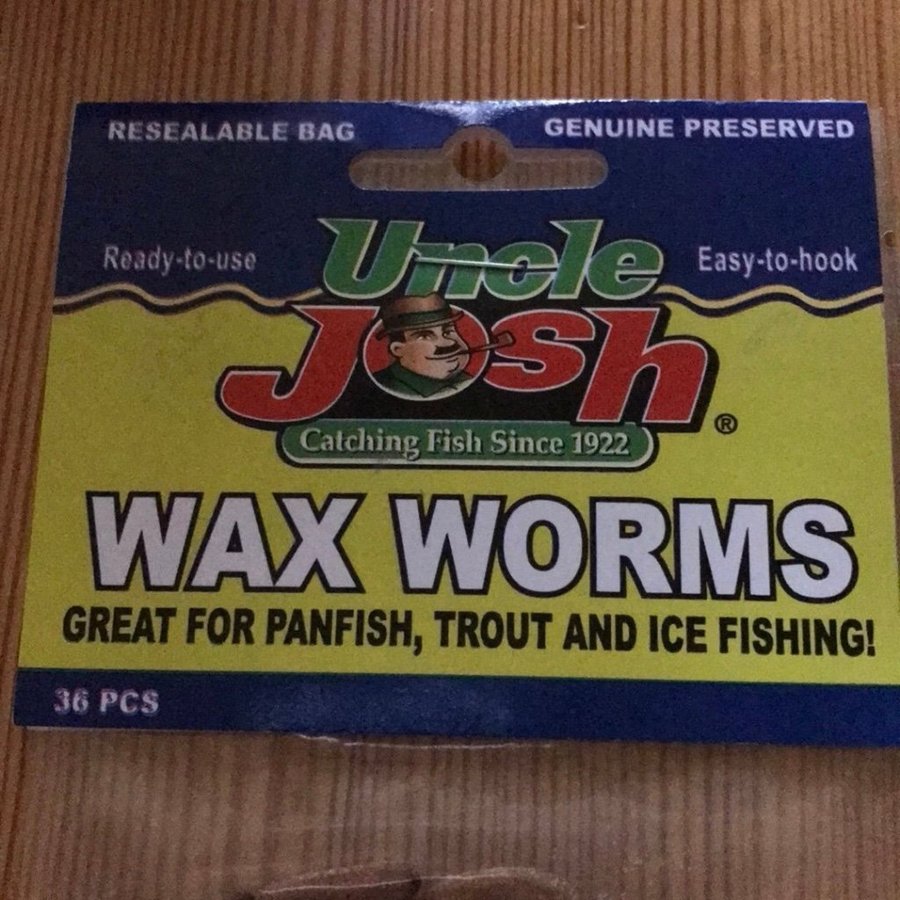 RESEALABLE BAG
GENUINE PRESERVED
Ready-to-use
Easy-to-hook
Uncle
Josh®
Catching Fish Since 1922
WAX WORMS
GREAT FOR PANFISH, TROUT AND ICE FISHING!
36 PCS